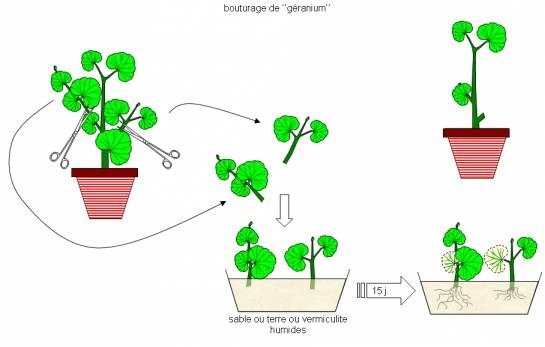 bouturage de "géranium"
15 j.
sable ou terre ou vermiculite
humides